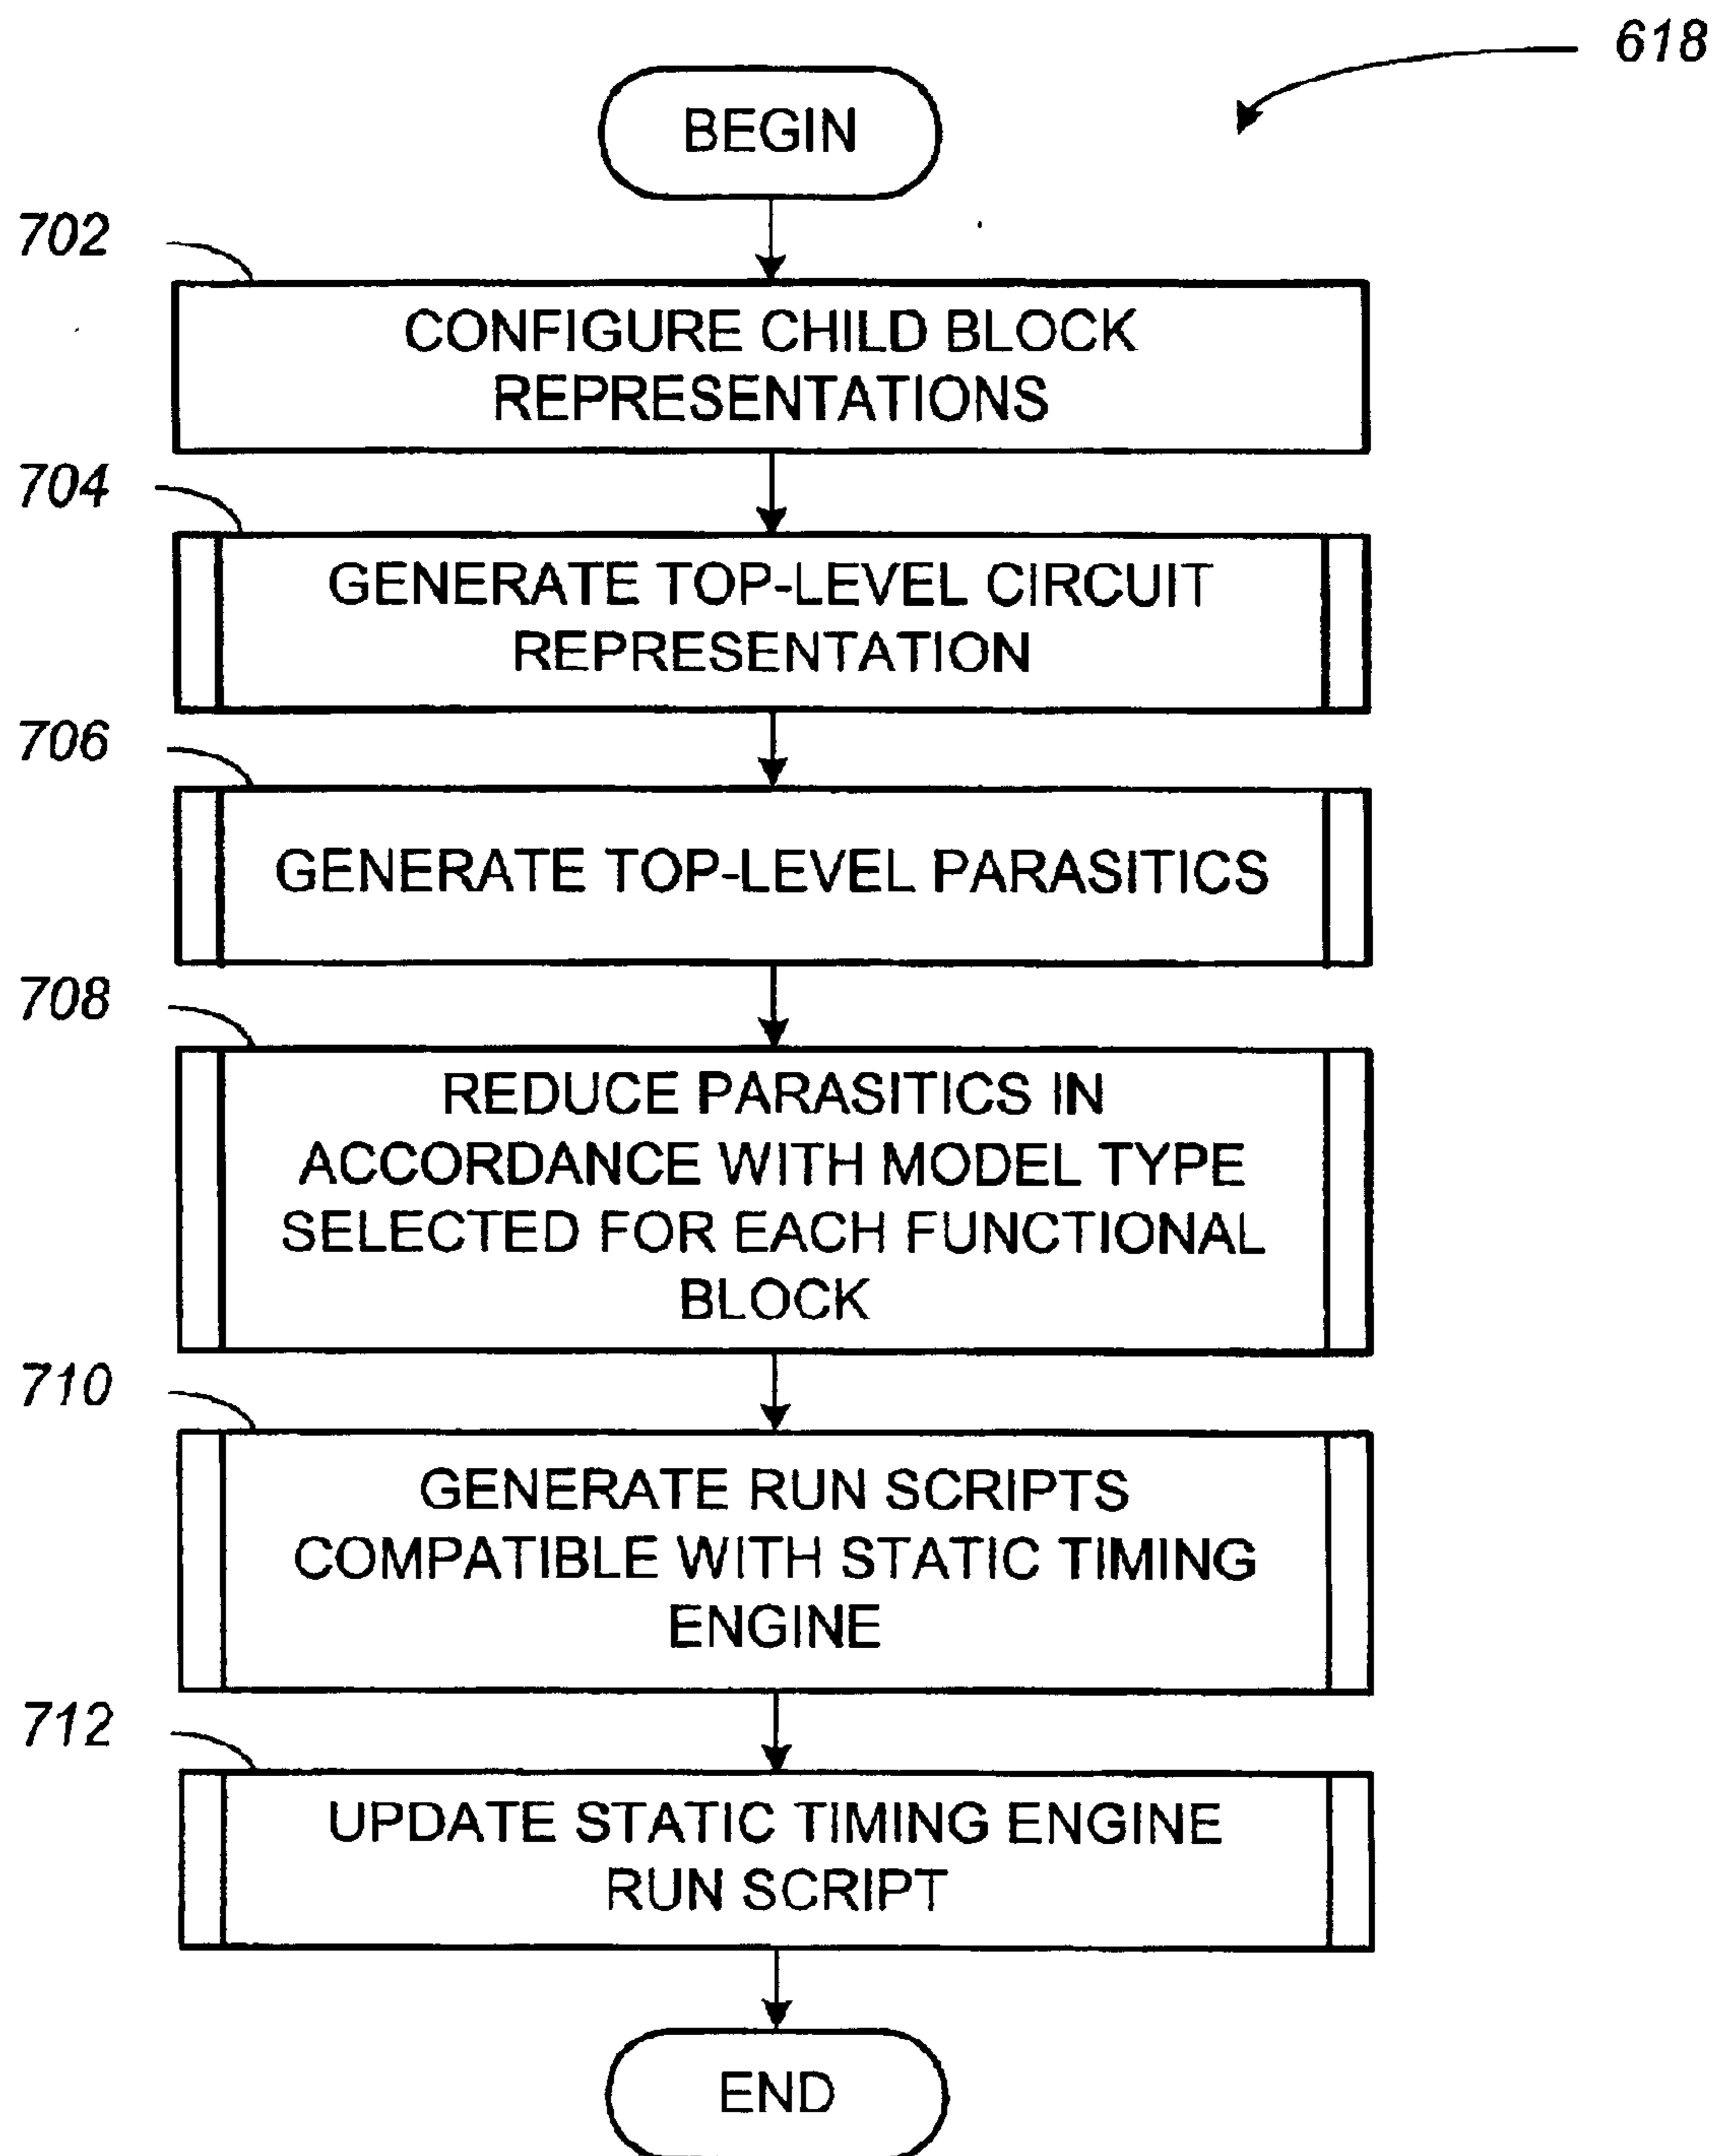 618
BEGIN
702
CONFIGURE CHILD BLOCK
REPRESENTATIONS
704
GENERATE TOP-LEVEL CIRCUIT
REPRESENTATION
706
GENERATE TOP-LEVEL PARASITICS
708
REDUCE PARASITICS IN
ACCORDANCE WITH MODEL TYPE
SELECTED FOR EACH FUNCTIONAL
BLOCK
710
GENERATE RUN SCRIPTS
COMPATIBLE WITH STATIC TIMING
ENGINE
712
UPDATE STATIC TIMING ENGINE
RUN SCRIPT
END